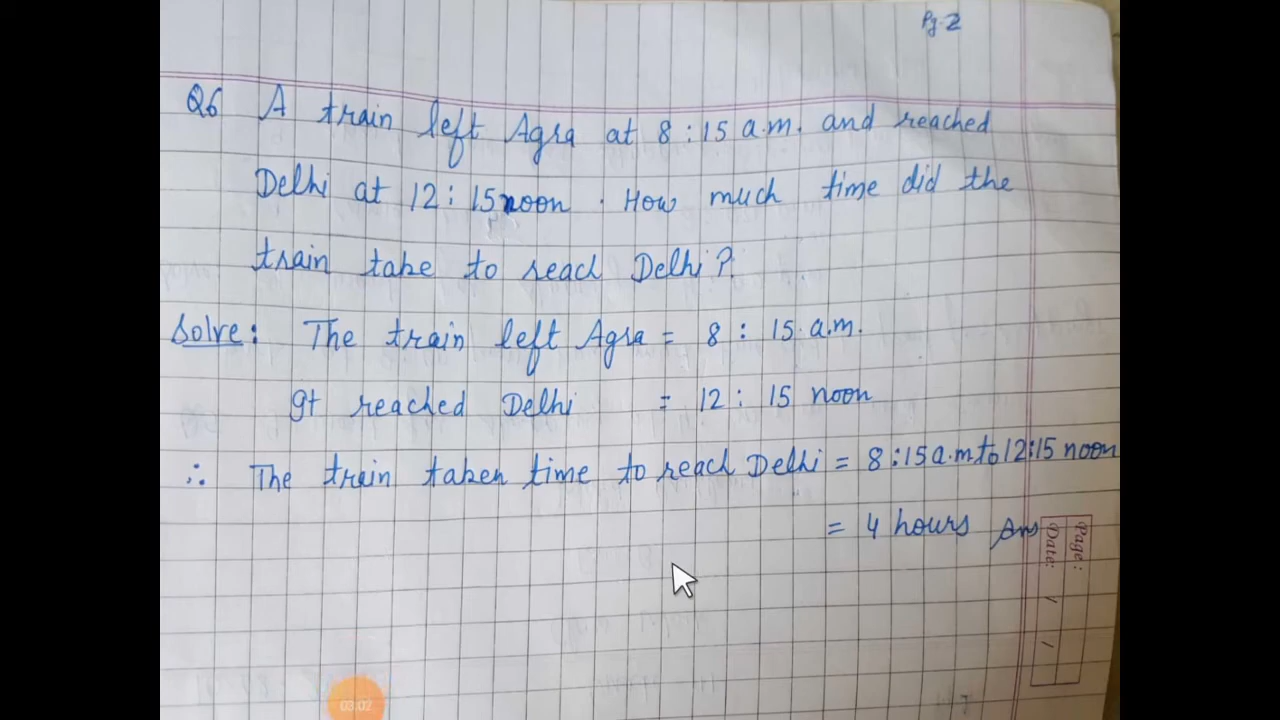 Pg-2
Q6 A train left Agra at 8:15 a.m. and reached
Delhi at 12:15 noon. How much time did the
train take to reach Delhi?
Solve: The train left Agra = 8:15 a.m.
It reached Delhi = 12:15 noon
∴ The train taken time to reach Delhi = 8:15 a.m to 12:15 noon
= 4 hours Ans
Page:
Date: / /
03:02